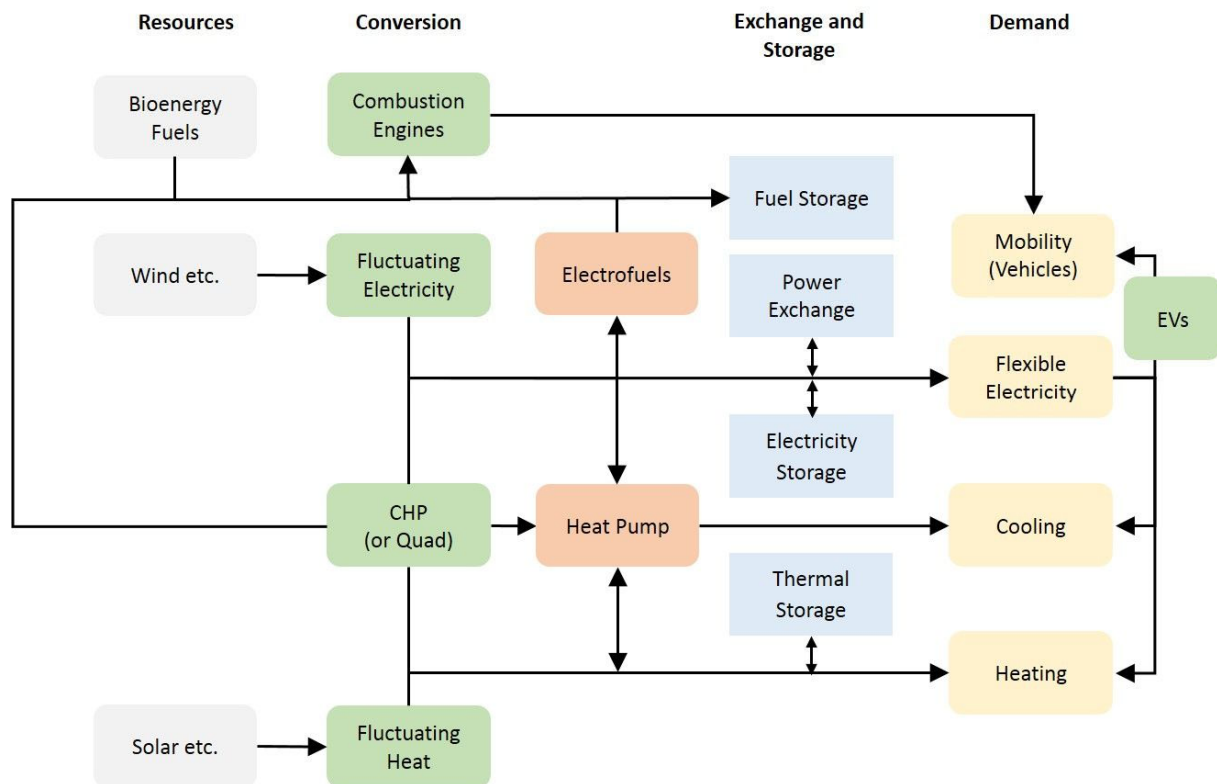 Resources
Conversion
Exchange and
Storage
Demand
Bioenergy
Fuels
Combustion
Engines
Fuel Storage
Mobility
(Vehicles)
Wind etc.
Fluctuating
Electricity
Electrofuels
Power
Exchange
EVs
Flexible
Electricity
Electricity
Storage
CHP
(or Quad)
Heat Pump
Cooling
Thermal
Storage
Heating
Solar etc.
Fluctuating
Heat